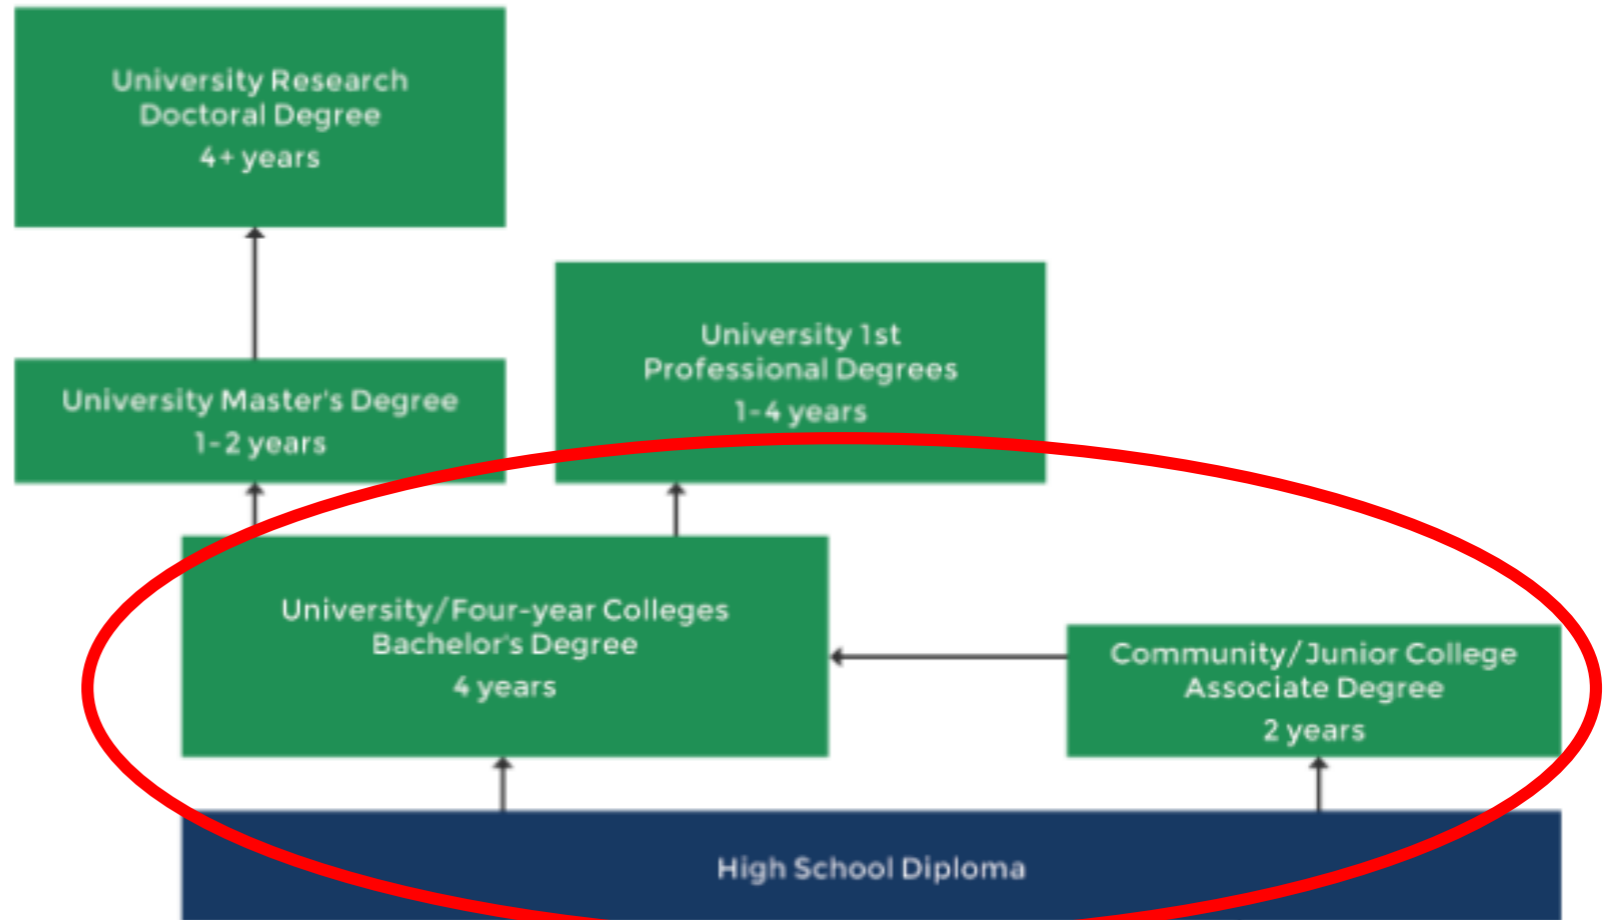 University Research
Doctoral Degree
4+ years
University 1st
Professional Degrees
1-4 years
University Master's Degree
1-2 years
University/Four-year Colleges
Bachelor's Degree
4 years
Community/Junior College
Associate Degree
2 years
High School Diploma